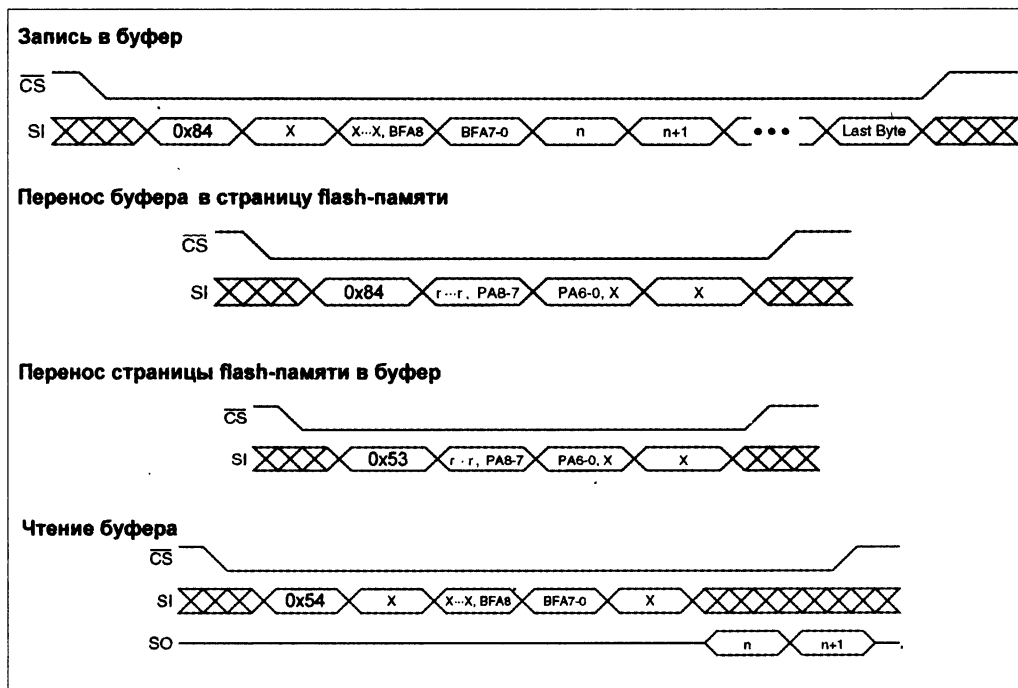 Запись в буфер
CS
SI 0x84 X X···X, BFA8 BFA7-0 n n+1 ••• Last Byte
Перенос буфера в страницу flash-памяти
CS
SI 0x84 r···r, PA8-7 PA6-0, X X
Перенос страницы flash-памяти в буфер
CS
SI 0x53 r··r, PA8-7 PA6-0, X X
Чтение буфера
CS
SI 0x54 X X···X, BFA8 BFA7-0 X
SO n n+1